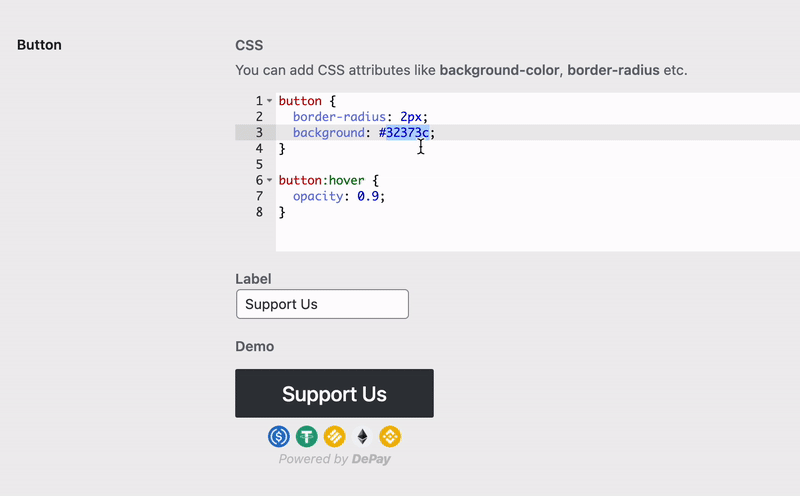 Button
CSS
You can add CSS attributes like background-color, border-radius etc.
1 button {
2 border-radius: 2px;
3 background: #32373c;
4 }
5
6 button:hover {
7 opacity: 0.9;
8 }
Label
Support Us
Demo
Support Us
Powered by DePay